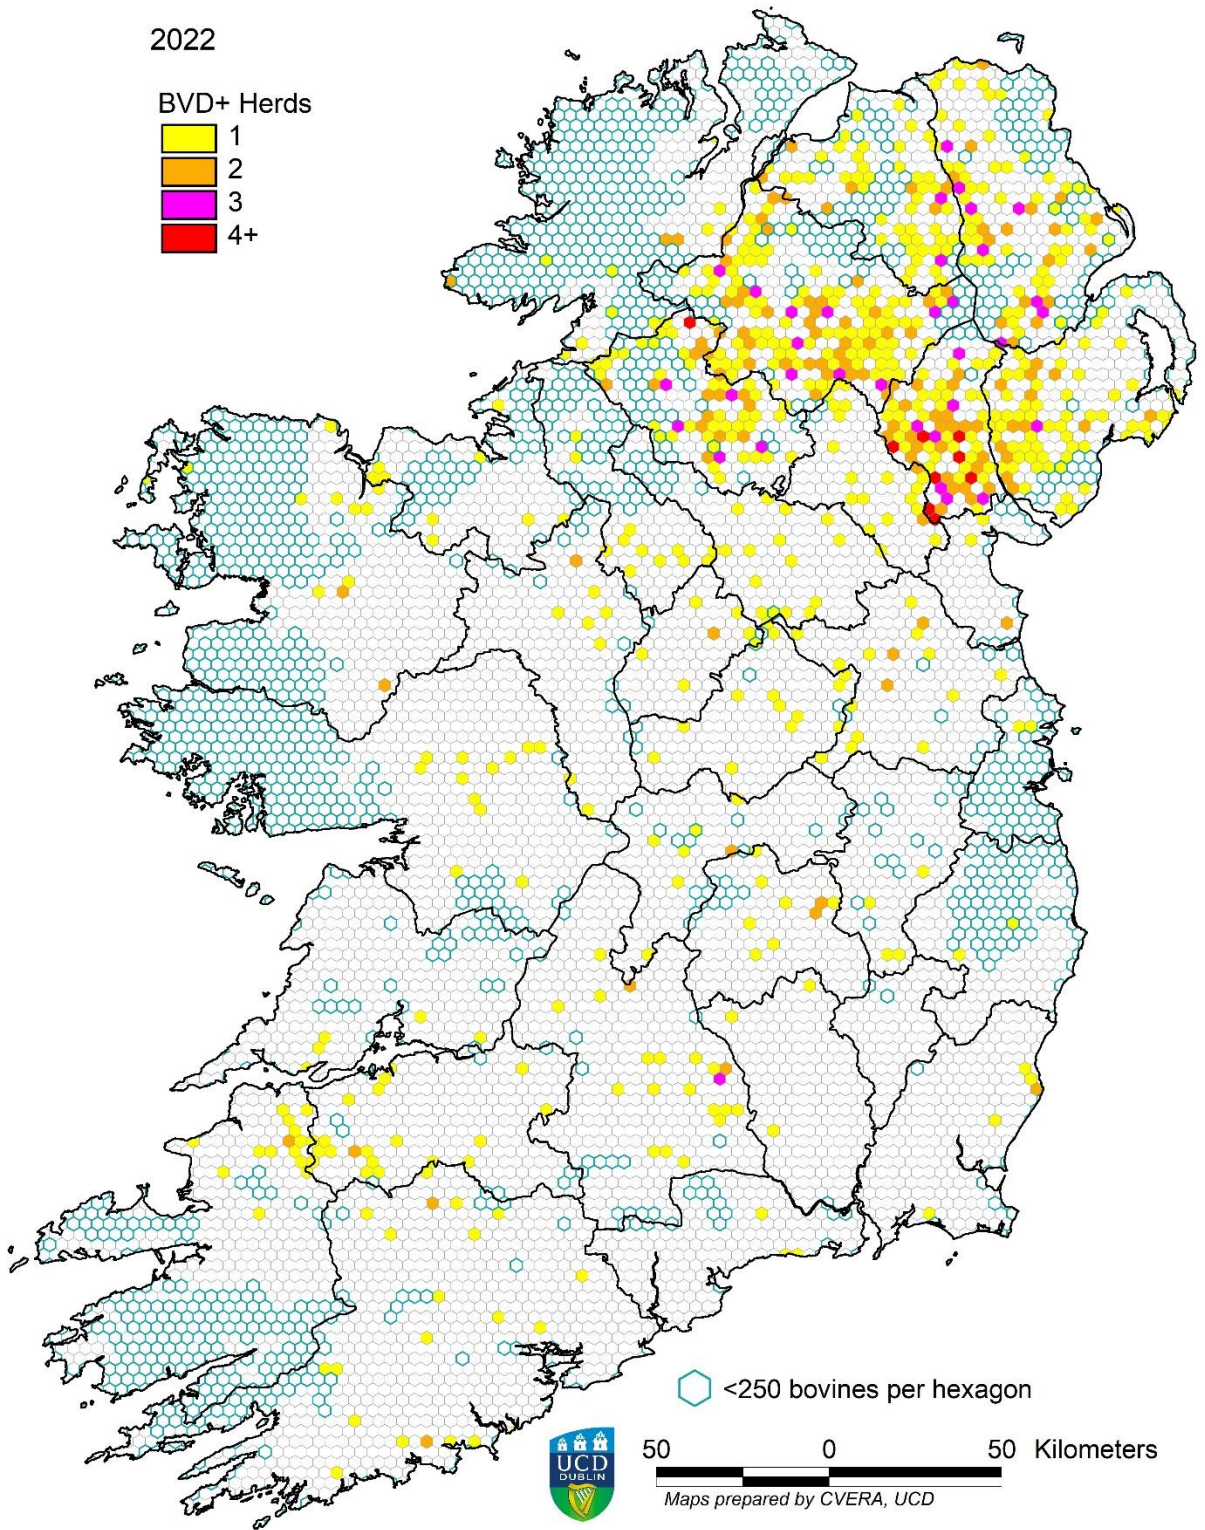 2022
BVD+ Herds
1
2
3
4+
<250 bovines per hexagon
UCD
DUBLIN
50 0 50 Kilometers
Maps prepared by CVERA, UCD